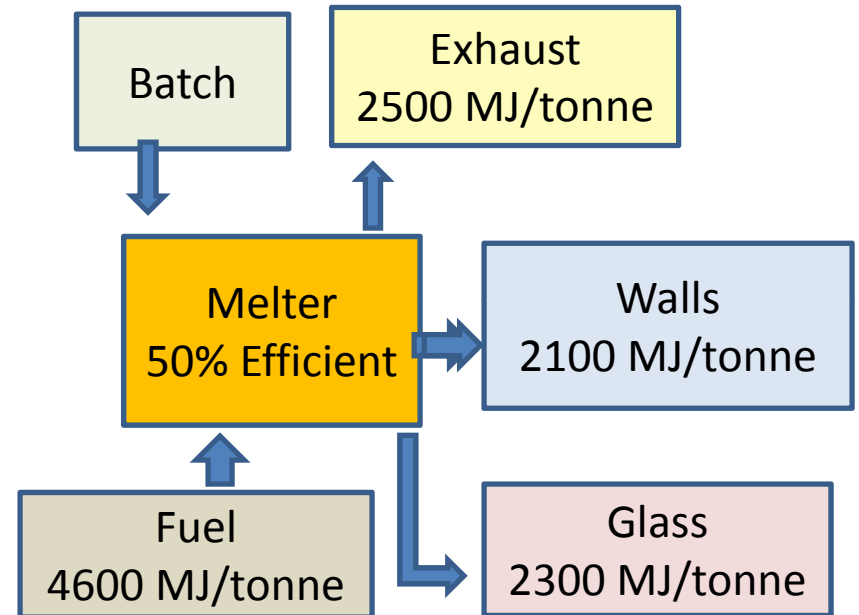 Batch
Exhaust
2500 MJ/tonne
Melter
50% Efficient
Walls
2100 MJ/tonne
Fuel
4600 MJ/tonne
Glass
2300 MJ/tonne